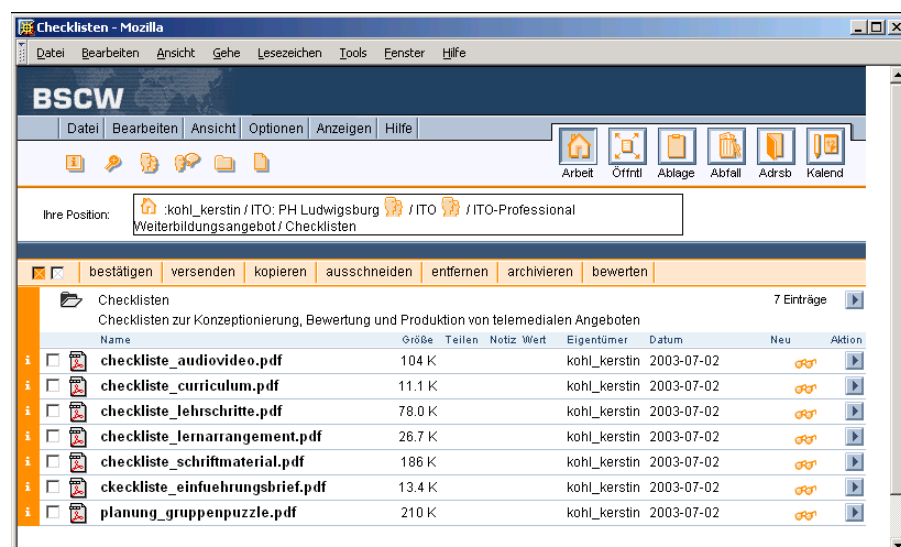 Checklisten - Mozilla
Datei Bearbeiten Ansicht Gehe Lesezeichen Tools Fenster Hilfe
BSCW
Datei Bearbeiten Ansicht Optionen Anzeigen Hilfe
Arbeit Öffntl Ablage Abfall Adrsb Kalend
Ihre Position: :kohl_kerstin / ITO: PH Ludwigsburg / ITO / ITO-Professional
Weiterbildungsangebot / Checklisten
bestätigen versenden kopieren ausschneiden entfernen archivieren bewerten
Checklisten 7 Einträge
Checklisten zur Konzeptionierung, Bewertung und Produktion von telemedialen Angeboten
Name Größe Teilen Notiz Wert Eigentümer Datum Neu Aktion
i checkliste_audiovideo.pdf 104 K kohl_kerstin 2003-07-02
i checkliste_curriculum.pdf 11.1 K kohl_kerstin 2003-07-02
i checkliste_lehrschritte.pdf 78.0 K kohl_kerstin 2003-07-02
i checkliste_lernarrangement.pdf 26.7 K kohl_kerstin 2003-07-02
i checkliste_schriftmaterial.pdf 186 K kohl_kerstin 2003-07-02
i ckeckliste_einfuehrungsbrief.pdf 13.4 K kohl_kerstin 2003-07-02
i planung_gruppenpuzzle.pdf 210 K kohl_kerstin 2003-07-02